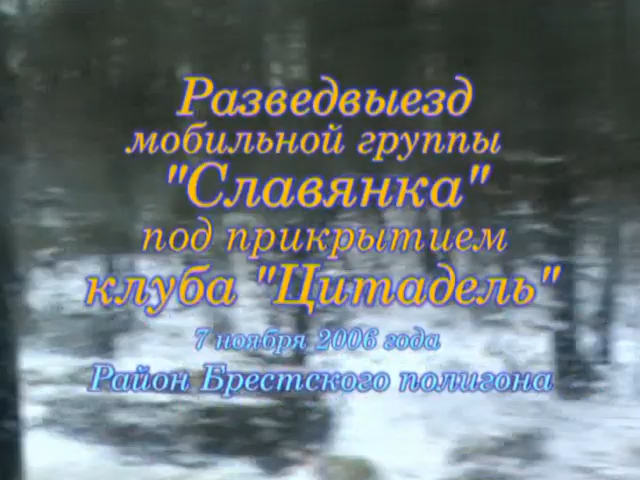 Разведвыезд
мобильной группы
"Славянка"
под прикрытием
клуба "Цитадель"
7 ноября 2006 года
Район Брестского полигона